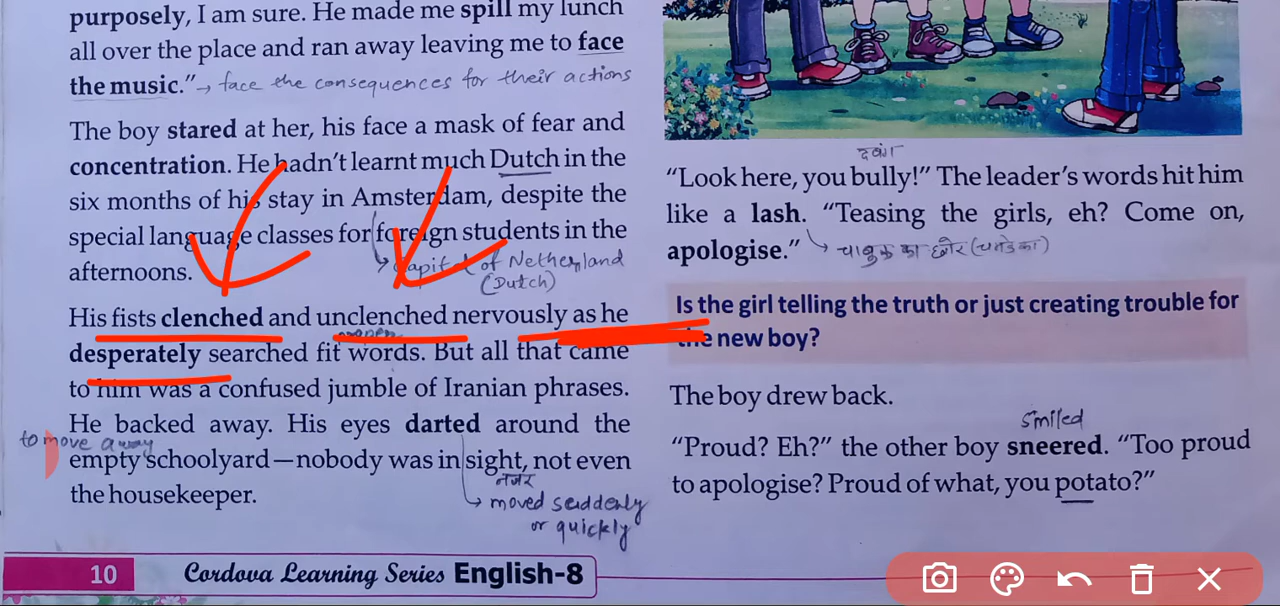 purposely, I am sure. He made me spill my lunch
all over the place and ran away leaving me to face
the music." → face the consequences for their actions
The boy stared at her, his face a mask of fear and
concentration. He hadn't learnt much Dutch in the
six months of his stay in Amsterdam, despite the
special language classes for foreign students in the
afternoons.
capital of Netherland
(Dutch)
His fists clenched and unclenched nervously as he
open
desperately searched fit words. But all that came
to him was a confused jumble of Iranian phrases.
He backed away. His eyes darted around the
to move away
empty schoolyard—nobody was in sight, not even
नजर
the housekeeper.
→ moved suddenly
or quickly
दबंग
"Look here, you bully!" The leader's words hit him
like a lash. "Teasing the girls, eh? Come on,
apologise."
→ चाबुक का छोर (चमड़े का)
Is the girl telling the truth or just creating trouble for
the new boy?
The boy drew back.
smiled
"Proud? Eh?" the other boy sneered. "Too proud
to apologise? Proud of what, you potato?"
10 Cordova Learning Series English-8